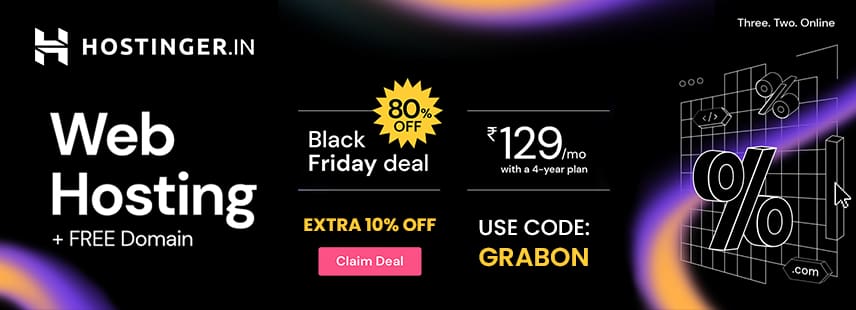 HOSTINGER.IN
Three. Two. Online
Web
Hosting
+ FREE Domain
80%
OFF
Black
Friday deal
₹129/mo
with a 4-year plan
EXTRA 10% OFF
Claim Deal
USE CODE:
GRABON
%
</>
%
.com